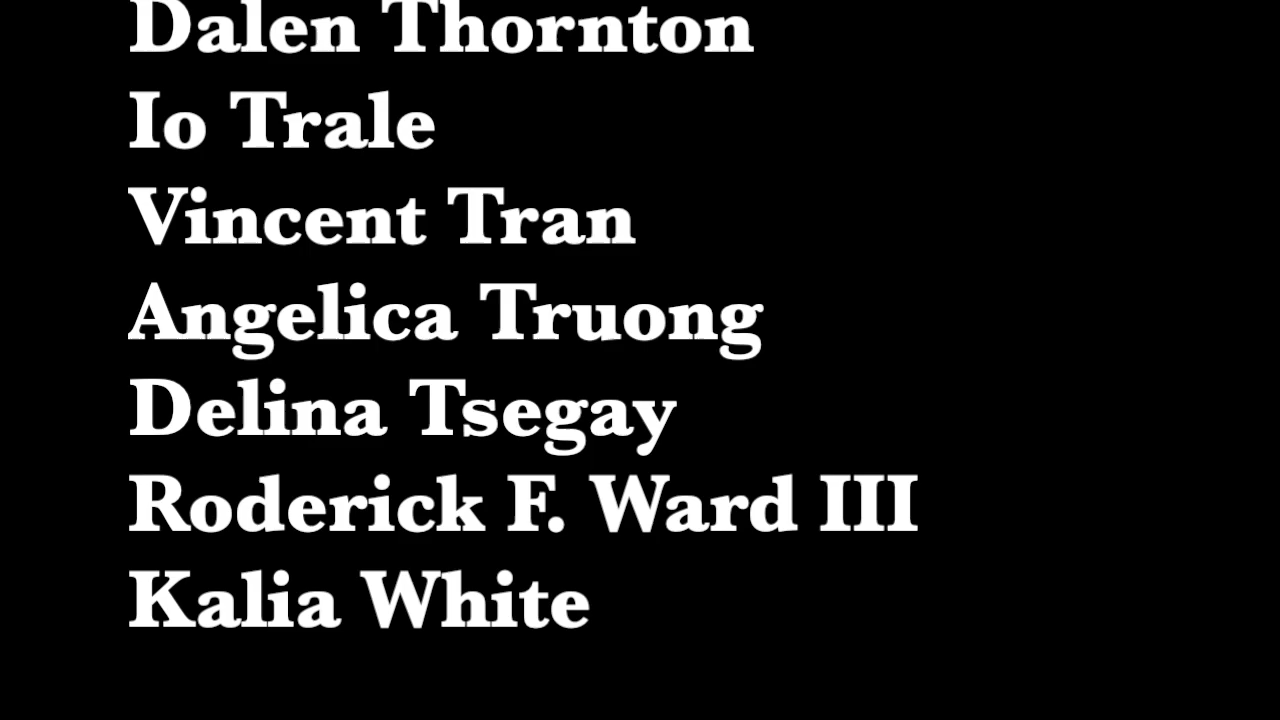 Dalen Thornton
Io Trale
Vincent Tran
Angelica Truong
Delina Tsegay
Roderick F. Ward III
Kalia White